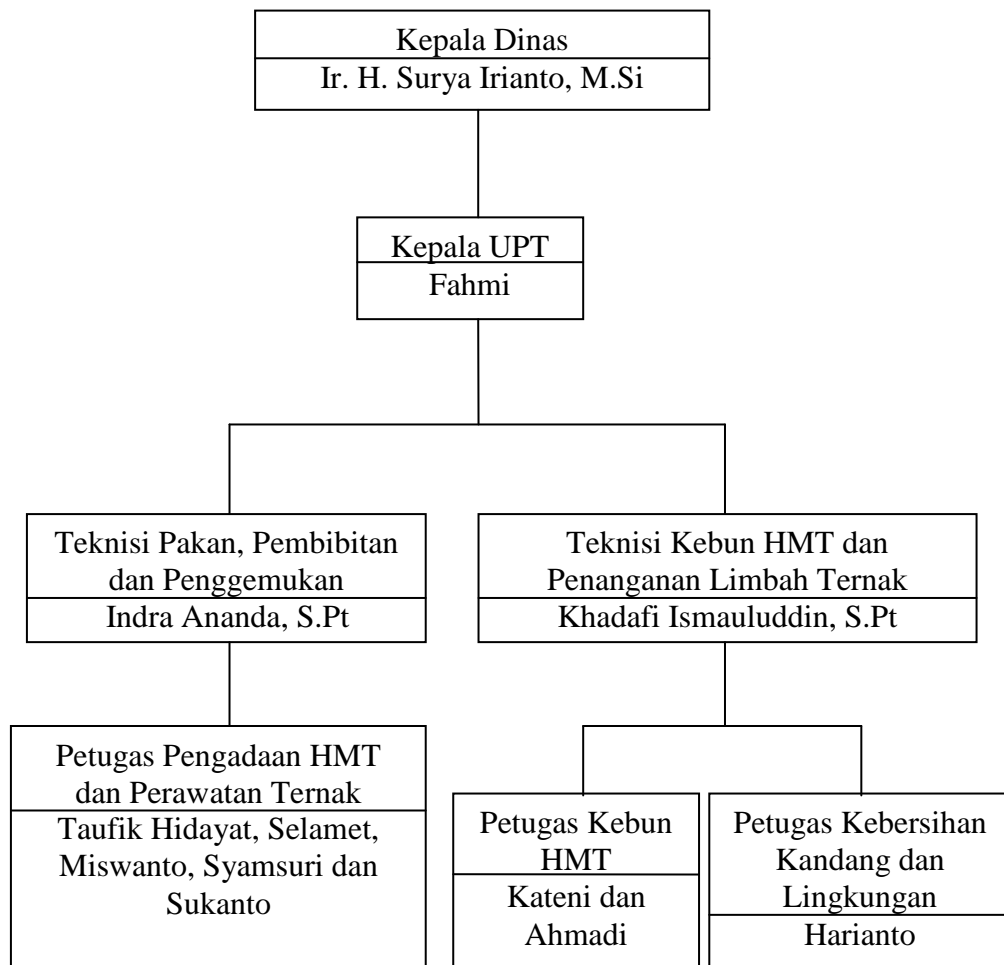 Kepala Dinas
Ir. H. Surya Irianto, M.Si
Kepala UPT
Fahmi
Teknisi Pakan, Pembibitan
dan Penggemukan
Indra Ananda, S.Pt
Teknisi Kebun HMT dan
Penanganan Limbah Ternak
Khadafi Ismauluddin, S.Pt
Petugas Pengadaan HMT
dan Perawatan Ternak
Taufik Hidayat, Selamet,
Miswanto, Syamsuri dan
Sukanto
Petugas Kebun
HMT
Kateni dan
Ahmadi
Petugas Kebersihan
Kandang dan
Lingkungan
Harianto